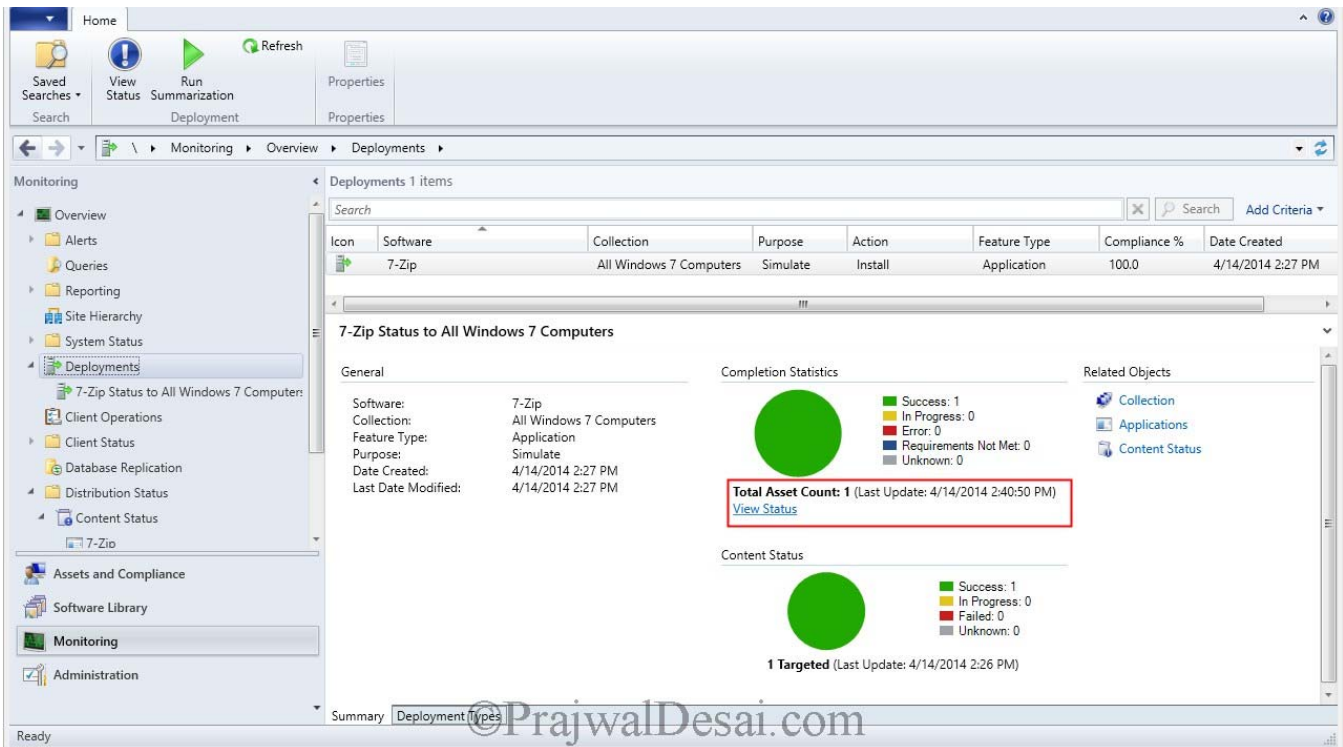 Home
Saved Searches
View Status
Run Summarization
Refresh
Properties
Search
Deployment
Properties
\ Monitoring Overview Deployments
Monitoring
Overview
Alerts
Queries
Reporting
Site Hierarchy
System Status
Deployments
7-Zip Status to All Windows 7 Computers
Client Operations
Client Status
Database Replication
Distribution Status
Content Status
7-Zip
Assets and Compliance
Software Library
Monitoring
Administration
Deployments 1 items
Search
Search
Add Criteria
Icon Software Collection Purpose Action Feature Type Compliance % Date Created
7-Zip All Windows 7 Computers Simulate Install Application 100.0 4/14/2014 2:27 PM
7-Zip Status to All Windows 7 Computers
General
Software: 7-Zip
Collection: All Windows 7 Computers
Feature Type: Application
Purpose: Simulate
Date Created: 4/14/2014 2:27 PM
Last Date Modified: 4/14/2014 2:27 PM
Completion Statistics
Success: 1
In Progress: 0
Error: 0
Requirements Not Met: 0
Unknown: 0
Total Asset Count: 1 (Last Update: 4/14/2014 2:40:50 PM)
View Status
Content Status
Success: 1
In Progress: 0
Failed: 0
Unknown: 0
1 Targeted (Last Update: 4/14/2014 2:26 PM)
Related Objects
Collection
Applications
Content Status
Summary Deployment Types
©PrajwalDesai.com
Ready